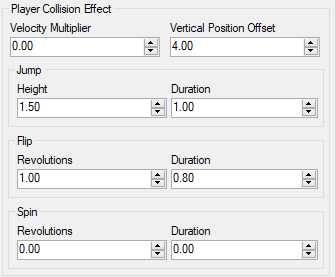 Player Collision Effect
Velocity Multiplier Vertical Position Offset
0.00 4.00
Jump
Height Duration
1.50 1.00
Flip
Revolutions Duration
1.00 0.80
Spin
Revolutions Duration
0.00 0.00